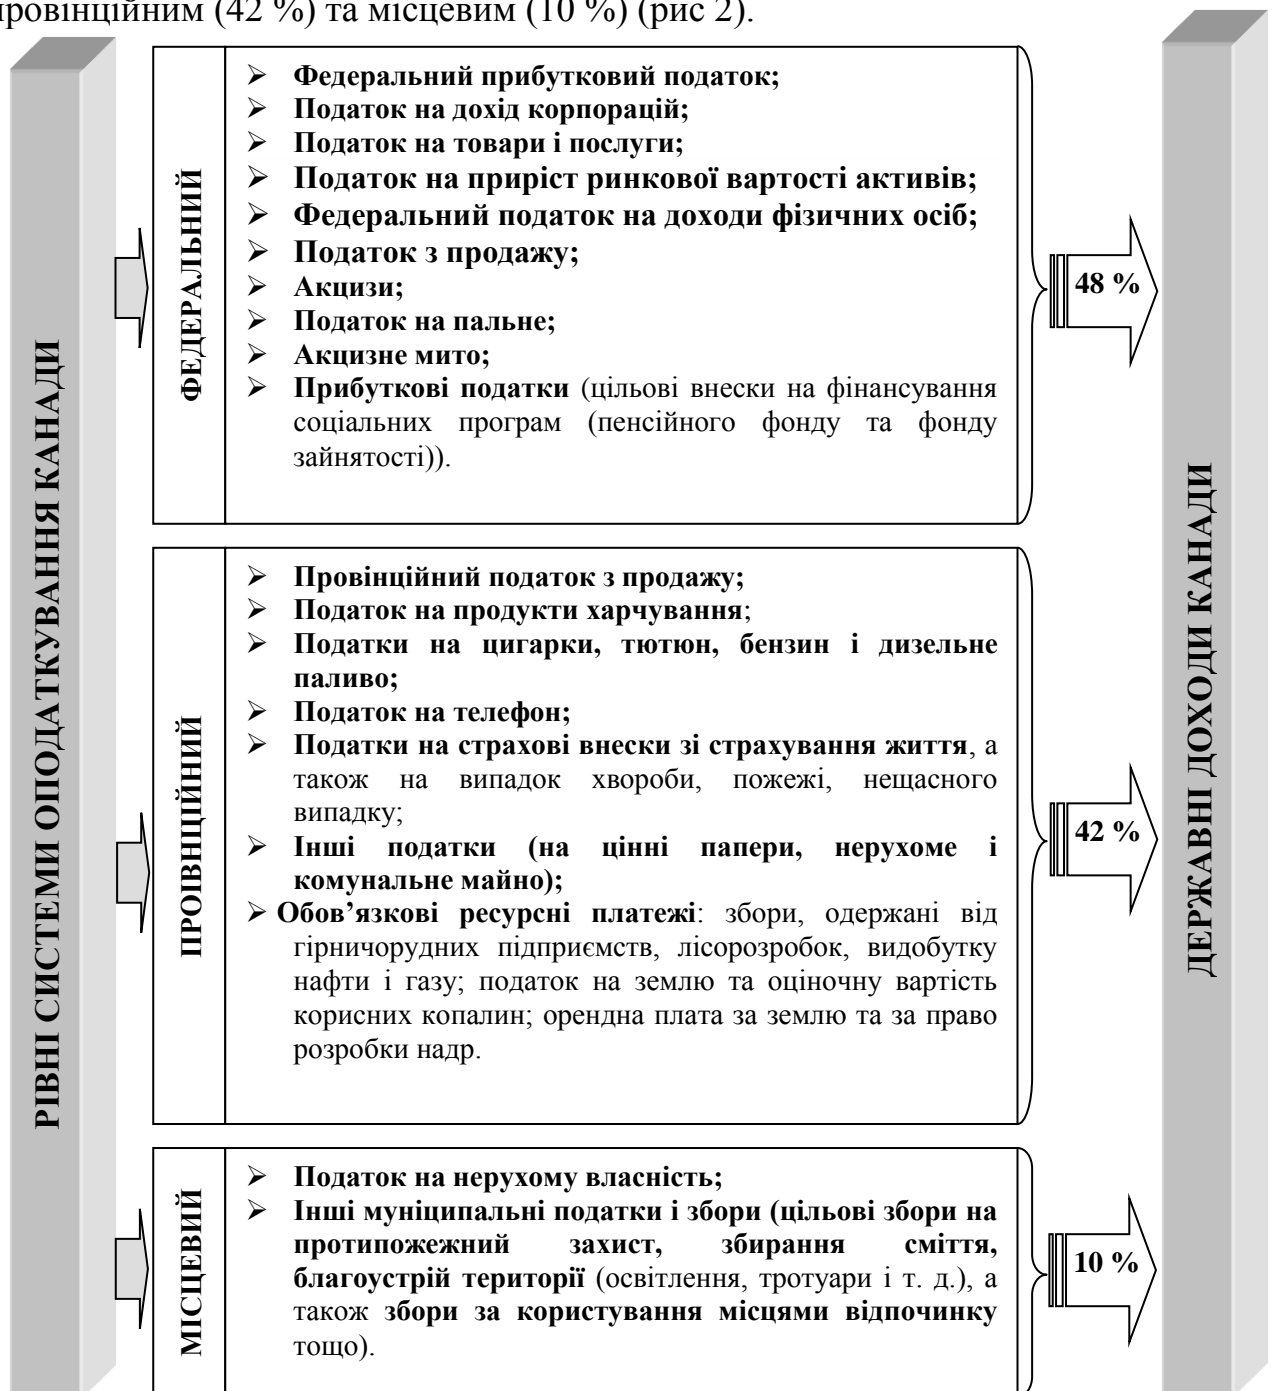 провінційним (42 %) та місцевим (10 %) (рис 2).
РІВНІ СИСТЕМИ ОПОДАТКУВАННЯ КАНАДИ
ФЕДЕРАЛЬНИЙ
➢ Федеральний прибутковий податок;
➢ Податок на дохід корпорацій;
➢ Податок на товари і послуги;
➢ Податок на приріст ринкової вартості активів;
➢ Федеральний податок на доходи фізичних осіб;
➢ Податок з продажу;
➢ Акцизи;
➢ Податок на пальне;
➢ Акцизне мито;
➢ Прибуткові податки (цільові внески на фінансування
соціальних програм (пенсійного фонду та фонду
зайнятості)).
48 %
ПРОІВНЦІЙНИЙ
➢ Провінційний податок з продажу;
➢ Податок на продукти харчування;
➢ Податки на цигарки, тютюн, бензин і дизельне
паливо;
➢ Податок на телефон;
➢ Податки на страхові внески зі страхування життя, а
також на випадок хвороби, пожежі, нещасного
випадку;
➢ Інші податки (на цінні папери, нерухоме і
комунальне майно);
➢ Обов’язкові ресурсні платежі: збори, одержані від
гірничорудних підприємств, лісорозробок, видобутку
нафти і газу; податок на землю та оціночну вартість
корисних копалин; орендна плата за землю та за право
розробки надр.
42 %
МІСЦЕВИЙ
➢ Податок на нерухому власність;
➢ Інші муніципальні податки і збори (цільові збори на
протипожежний захист, збирання сміття,
благоустрій території (освітлення, тротуари і т. д.), а
також збори за користування місцями відпочинку
тощо).
10 %
ДЕРЖАВНІ ДОХОДИ КАНАДИ